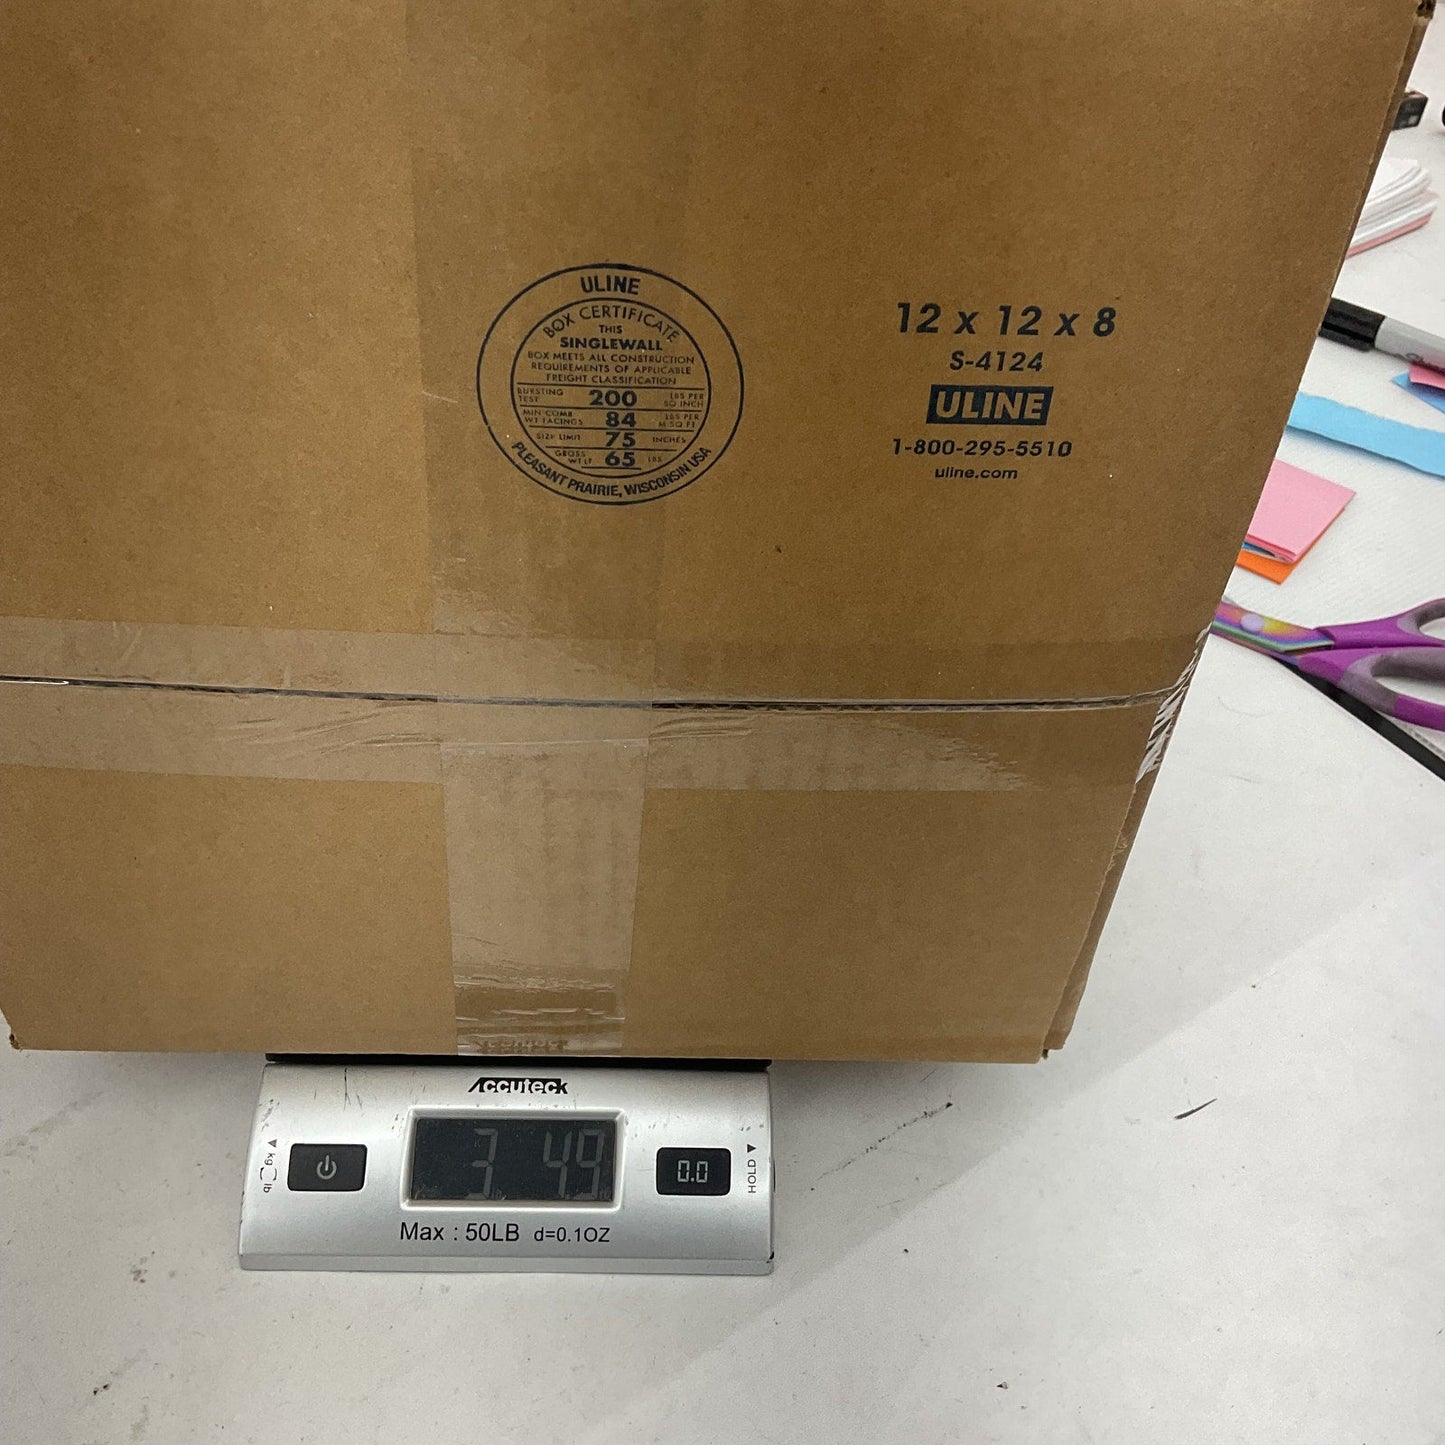 ULINE
BOX CERTIFICATE
THIS
SINGLEWALL
BOX MEETS ALL CONSTRUCTION
REQUIREMENTS OF APPLICABLE
FREIGHT CLASSIFICATION
BURSTING TEST 200 LBS PER SQ INCH
MIN COMB WT FACINGS 84 LBS PER M SQ FT
SIZE LIMIT 75 INCHES
GROSS WT LT 65 LBS
PLEASANT PRAIRIE, WISCONSIN USA
12 x 12 x 8
S-4124
ULINE
1-800-295-5510
uline.com
Accuteck
kg lb
3 4.9
0.0
HOLD
Max : 50LB d=0.1OZ